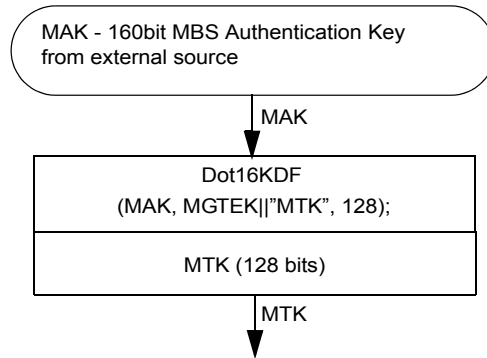 MAK - 160bit MBS Authentication Key
from external source
MAK
Dot16KDF
(MAK, MGTEK||”MTK”, 128);
MTK (128 bits)
MTK